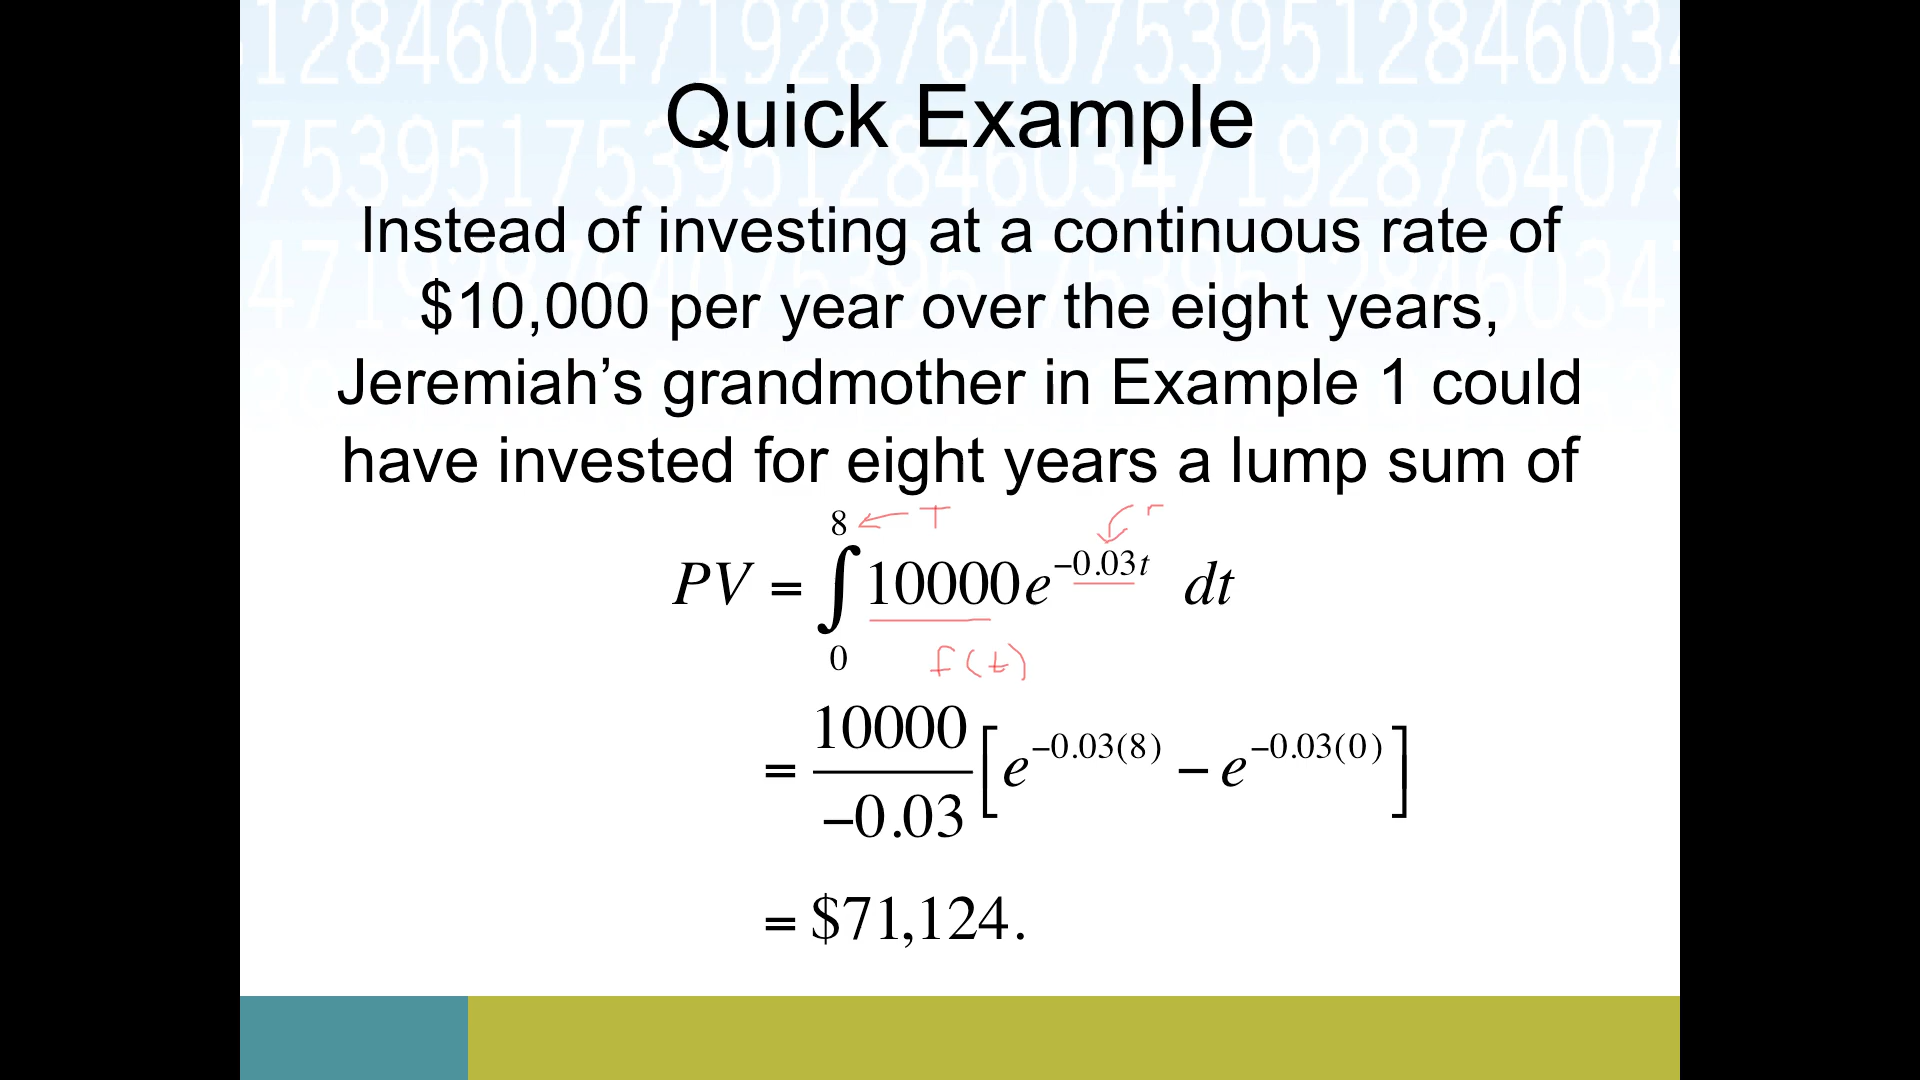 Quick Example
Instead of investing at a continuous rate of
$10,000 per year over the eight years,
Jeremiah’s grandmother in Example 1 could
have invested for eight years a lump sum of
8 ← T r
PV = ∫ 10000e^{−0.03t} dt
0 f(t)
= \frac{10000}{−0.03} [e^{−0.03(8)} − e^{−0.03(0)}]
= $71,124.